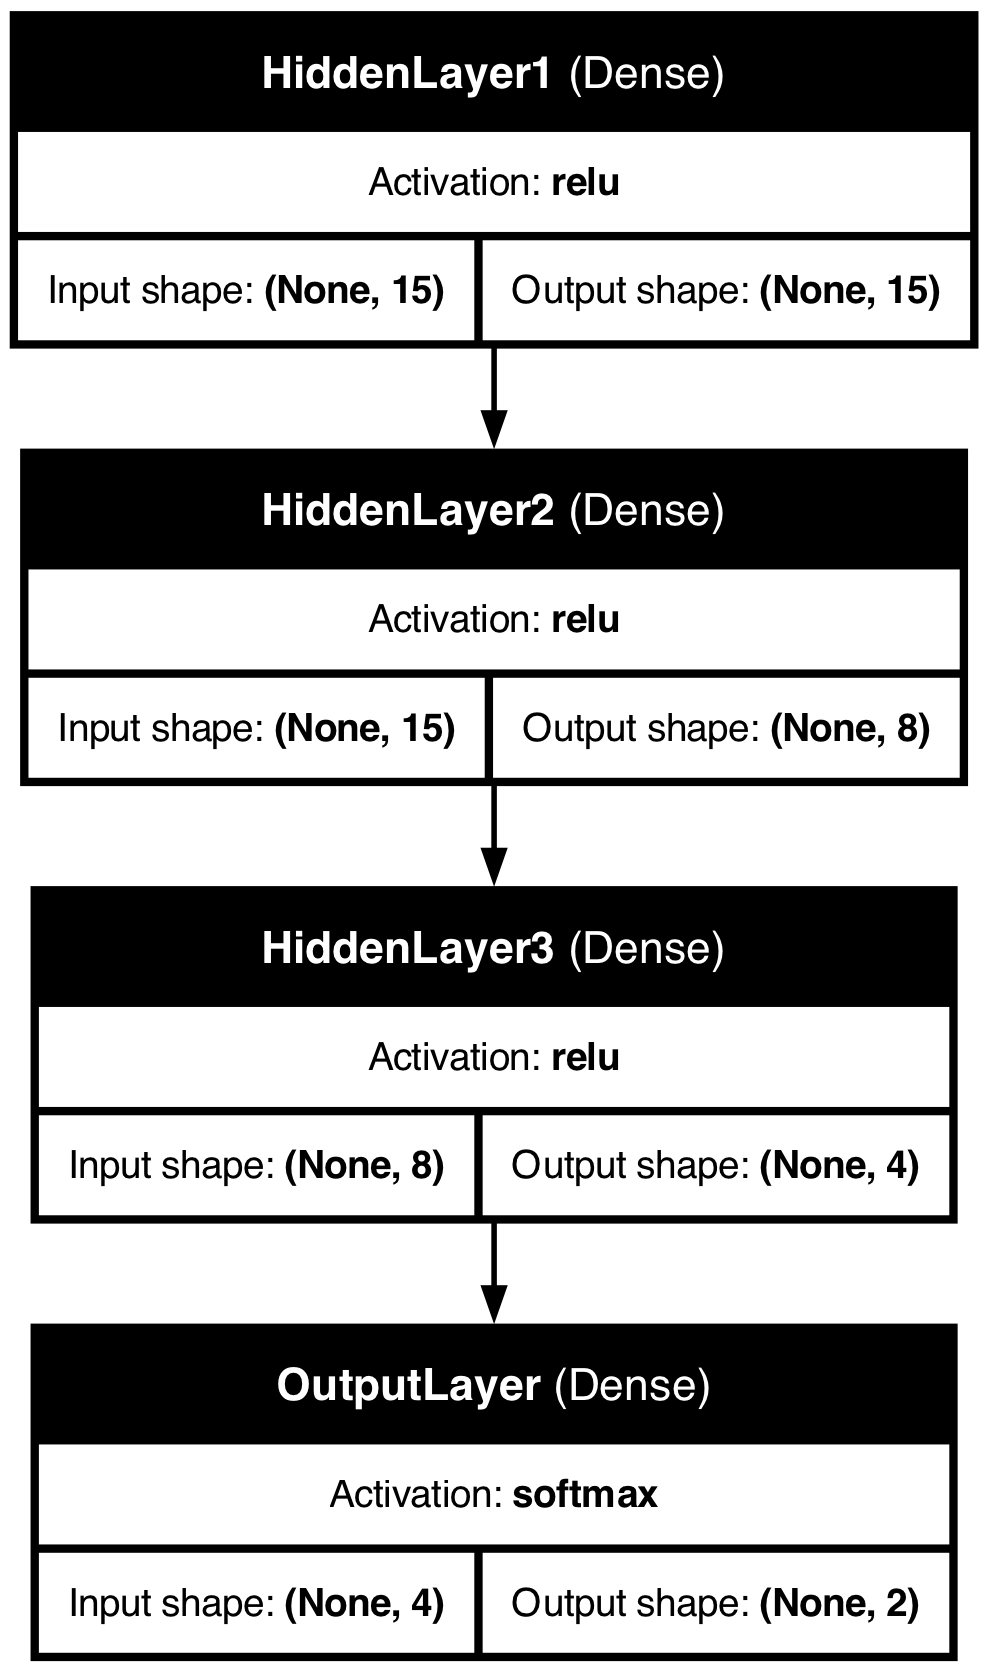 HiddenLayer1 (Dense)
Activation: relu
Input shape: (None, 15) Output shape: (None, 15)
HiddenLayer2 (Dense)
Activation: relu
Input shape: (None, 15) Output shape: (None, 8)
HiddenLayer3 (Dense)
Activation: relu
Input shape: (None, 8) Output shape: (None, 4)
OutputLayer (Dense)
Activation: softmax
Input shape: (None, 4) Output shape: (None, 2)